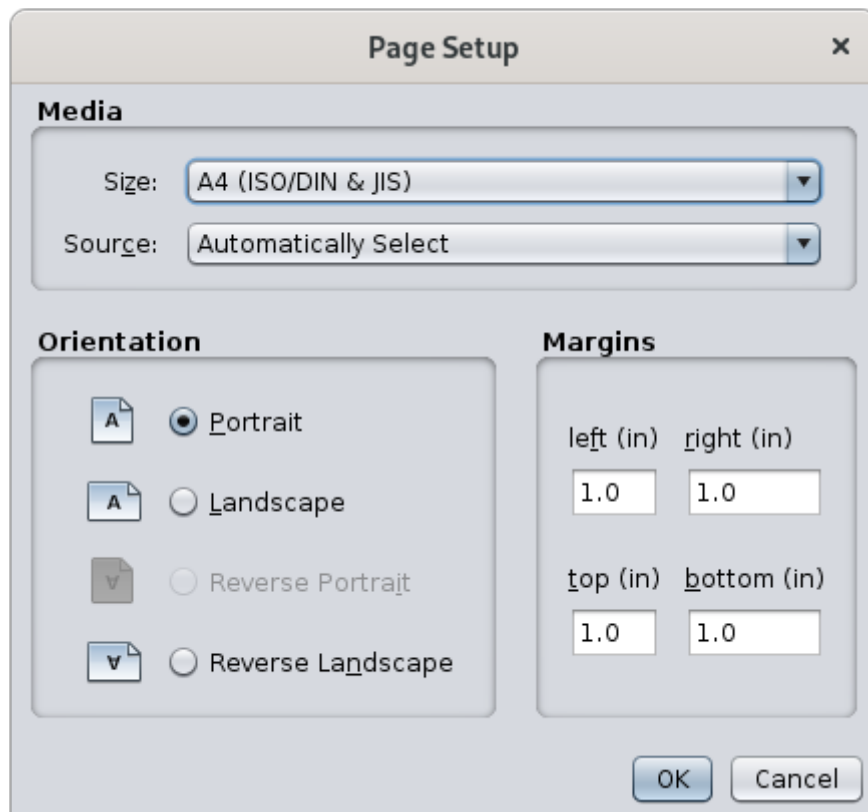 Page Setup ×
Media
Size: A4 (ISO/DIN & JIS)
Source: Automatically Select
Orientation
A Portrait
A Landscape
A Reverse Portrait
A Reverse Landscape
Margins
left (in) right (in)
1.0 1.0
top (in) bottom (in)
1.0 1.0
OK Cancel